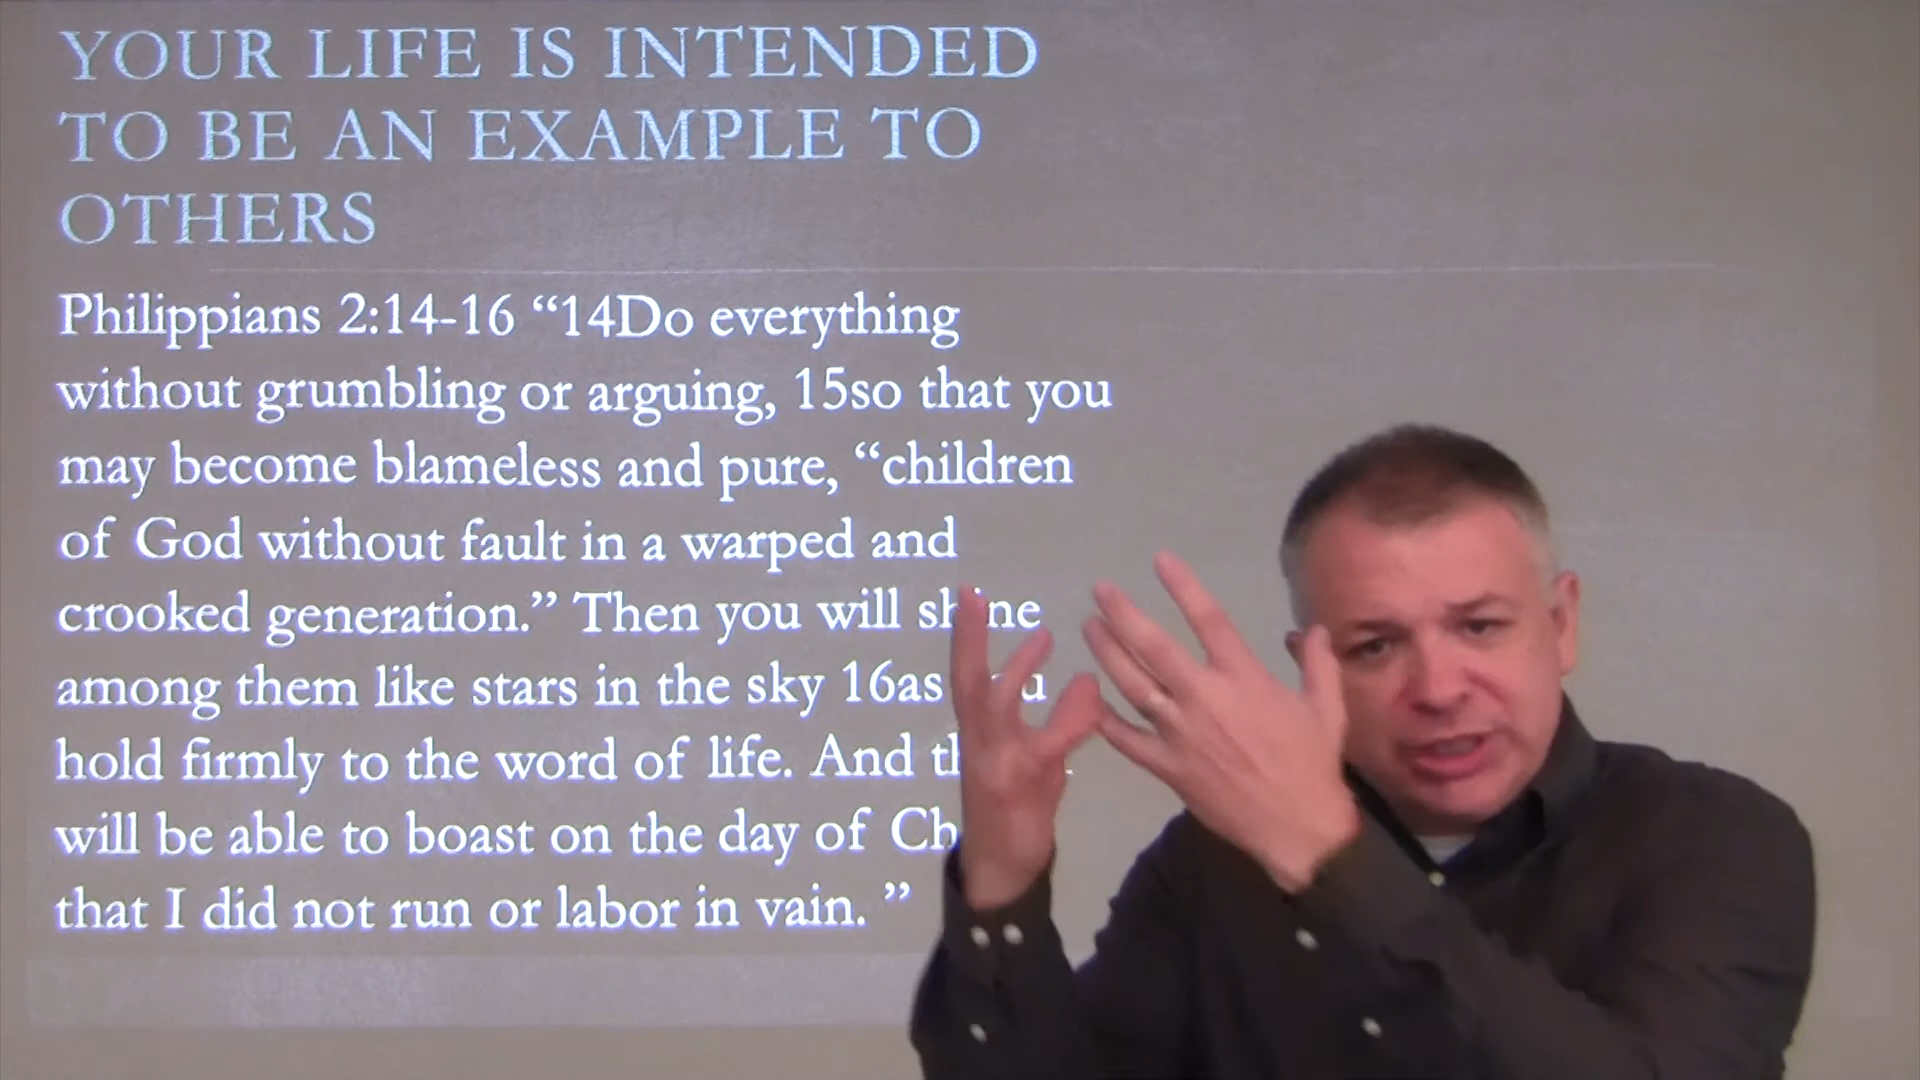 YOUR LIFE IS INTENDED
TO BE AN EXAMPLE TO
OTHERS
Philippians 2:14-16 “14Do everything
without grumbling or arguing, 15so that you
may become blameless and pure, “children
of God without fault in a warped and
crooked generation.” Then you will shine
among them like stars in the sky 16as
hold firmly to the word of life. And
will be able to boast on the day of
that I did not run or labor in vain. ”